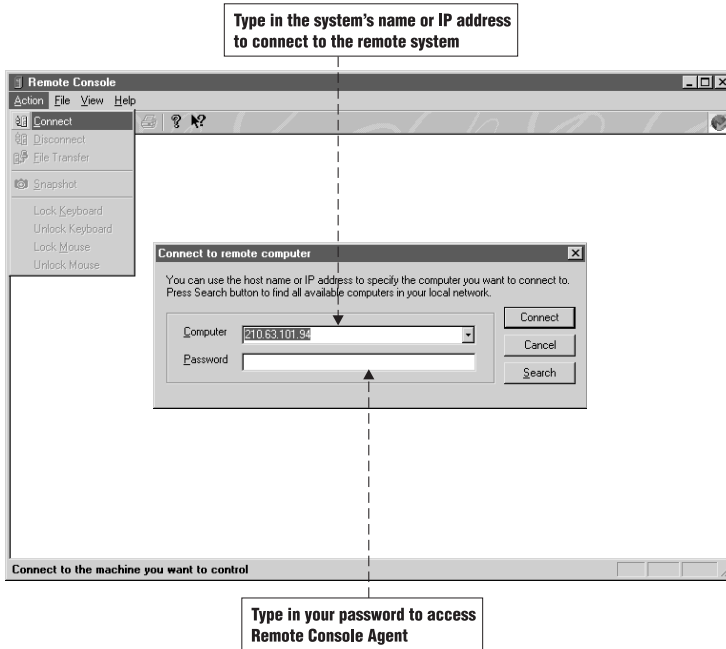 Type in the system's name or IP address
to connect to the remote system
Remote Console
Action File View Help
Connect
Disconnect
File Transfer
Snapshot
Lock Keyboard
Unlock Keyboard
Lock Mouse
Unlock Mouse
Connect to remote computer
You can use the host name or IP address to specify the computer you want to connect to.
Press Search button to find all available computers in your local network.
Computer 210.63.101.94
Password
Connect
Cancel
Search
Connect to the machine you want to control
Type in your password to access
Remote Console Agent